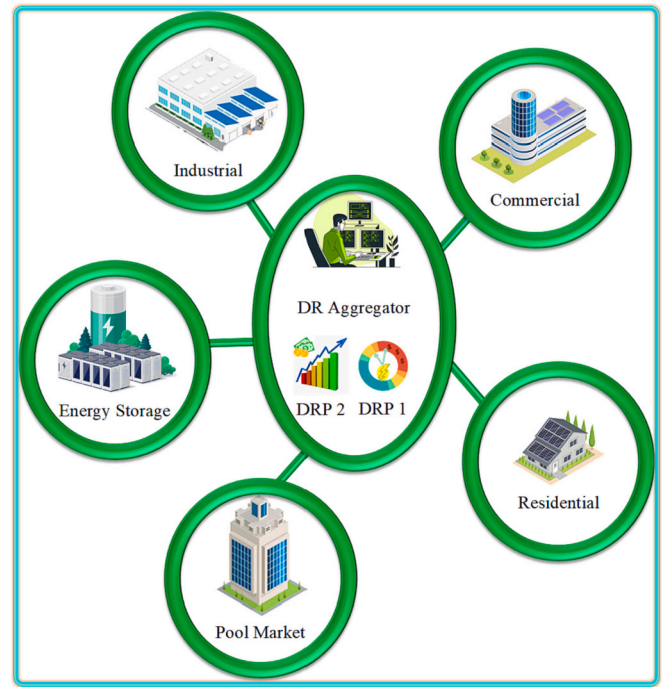 Industrial
Commercial
DR Aggregator
DRP 2 DRP 1
Energy Storage
Residential
Pool Market